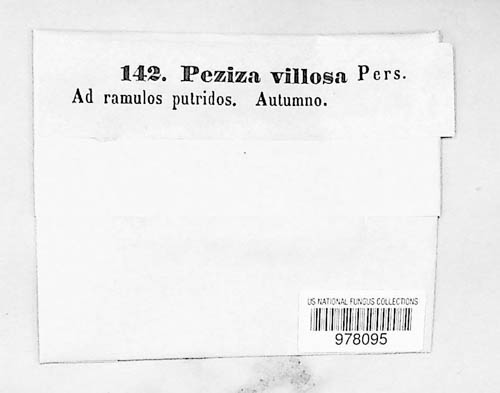 142. Peziza villosa Pers.
Ad ramulos putridos. Autumno.
US NATIONAL FUNGUS COLLECTIONS
978095